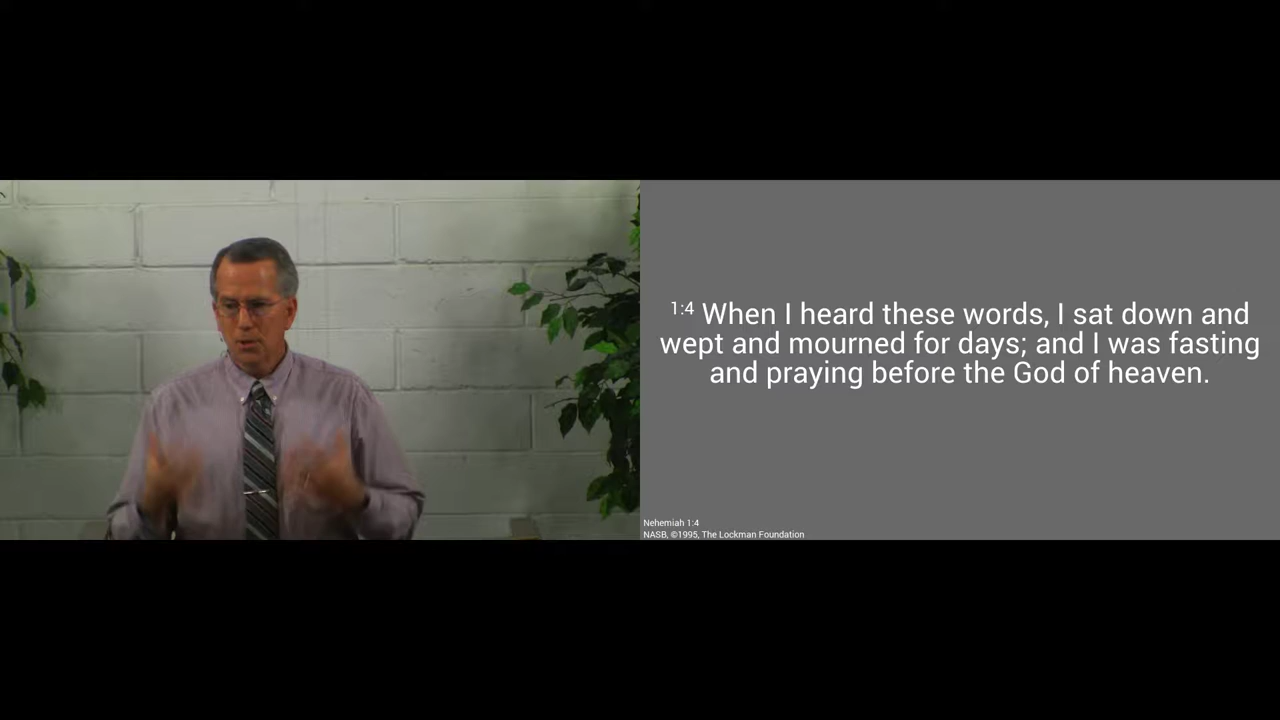 1:4 When I heard these words, I sat down and
wept and mourned for days; and I was fasting
and praying before the God of heaven.
Nehemiah 1:4
NASB, ©1995, The Lockman Foundation